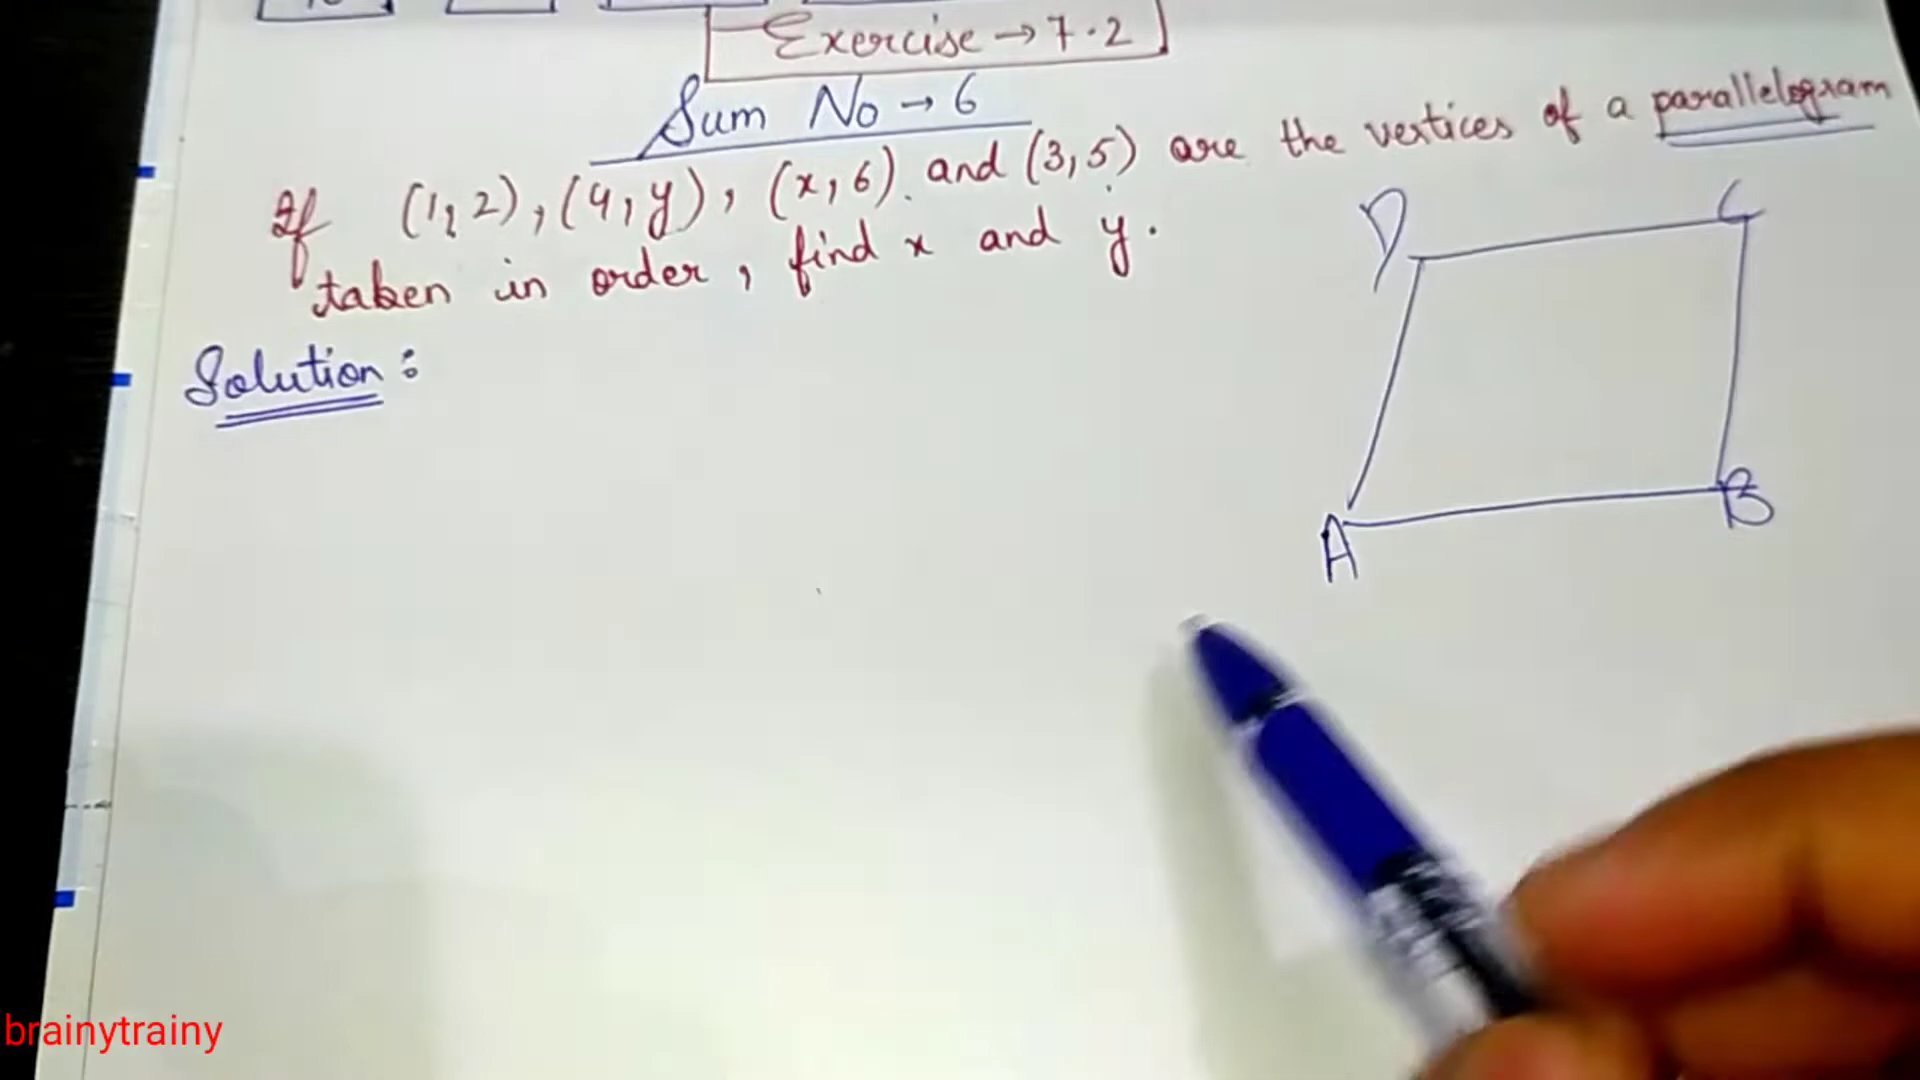 Exercise → 7.2
Sum No → 6
If (1,2), (4,y), (x,6) and (3,5) are the vertices of a parallelogram
taken in order, find x and y.
Solution:
D C
A B
brainytrainy